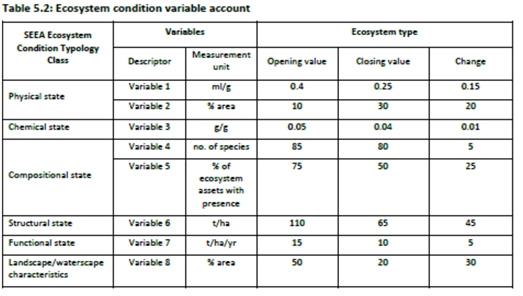 Table 5.2: Ecosystem condition variable account
SEEA Ecosystem Condition Typology Class | Variables | Ecosystem type
Descriptor | Measurement unit | Opening value | Closing value | Change
Physical state | Variable 1 | ml/g | 0.4 | 0.25 | 0.15
Variable 2 | % area | 10 | 30 | 20
Chemical state | Variable 3 | g/g | 0.05 | 0.04 | 0.01
Compositional state | Variable 4 | no. of species | 85 | 80 | 5
Variable 5 | % of ecosystem assets with presence | 75 | 50 | 25
Structural state | Variable 6 | t/ha | 110 | 65 | 45
Functional state | Variable 7 | t/ha/yr | 15 | 10 | 5
Landscape/waterscape characteristics | Variable 8 | % area | 50 | 20 | 30